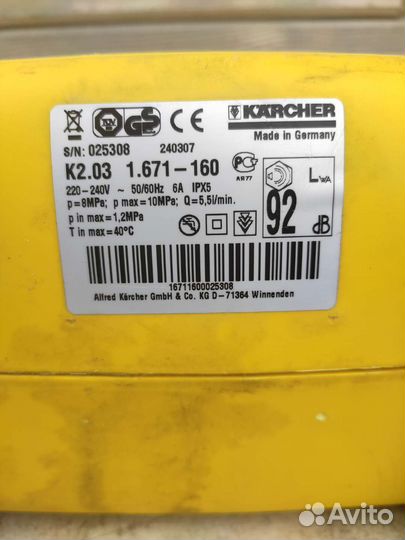 KÄRCHER
Made in Germany
S/N: 025308 240307
K2.03 1.671-160
220-240V ~ 50/60Hz 6A IPX5
p=8MPa; p max=10MPa; Q=5,5l/min.
p in max=1,2MPa
T in max=40°C
AR77
LWA
92 dB
16711600025308
Alfred Kärcher GmbH & Co. KG D-71364 Winnenden
Avito